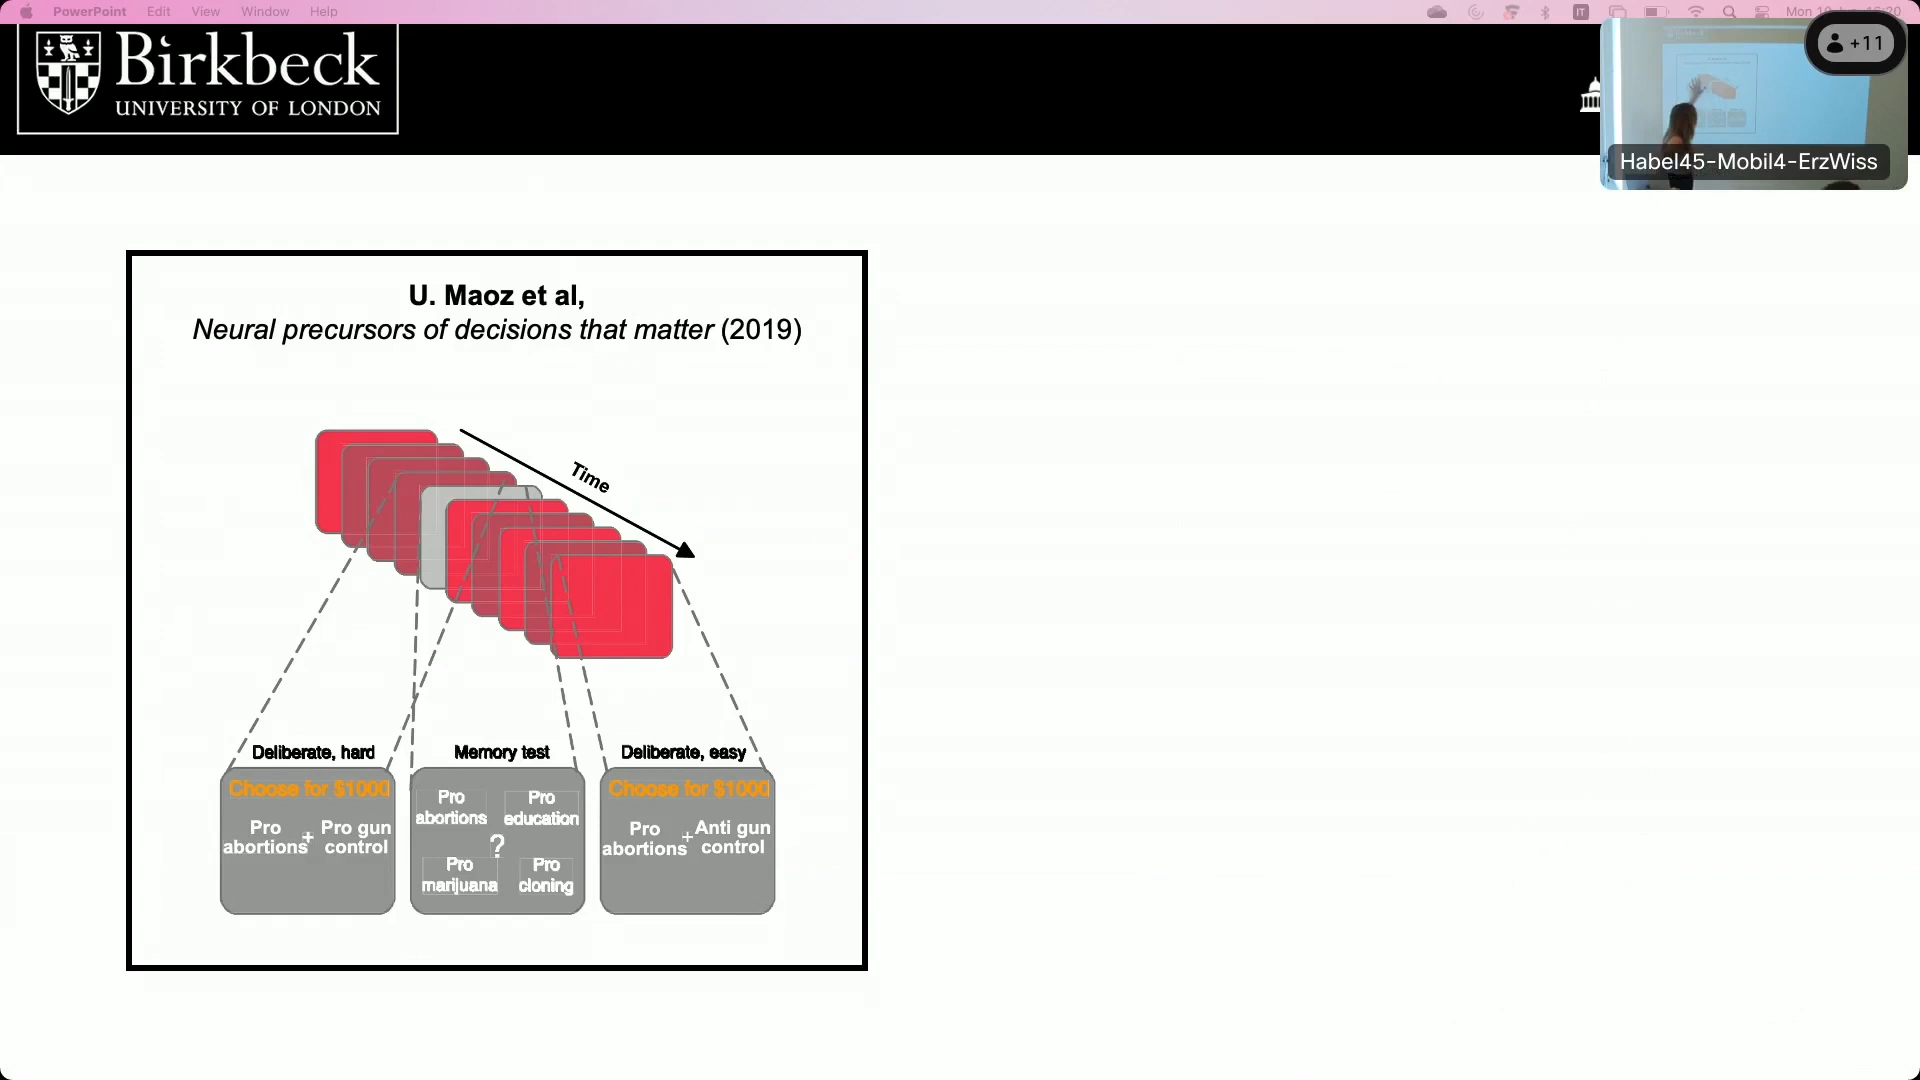 PowerPoint Edit View Window Help
IT
Birkbeck
UNIVERSITY OF LONDON
+11
Habel45-Mobil4-ErzWiss
U. Maoz et al,
Neural precursors of decisions that matter (2019)
Time
Deliberate, hard
Choose for $1000
Pro abortions + Pro gun control
Memory test
Pro abortions
Pro education
?
Pro marijuana
Pro cloning
Deliberate, easy
Choose for $1000
Pro abortions + Anti gun control